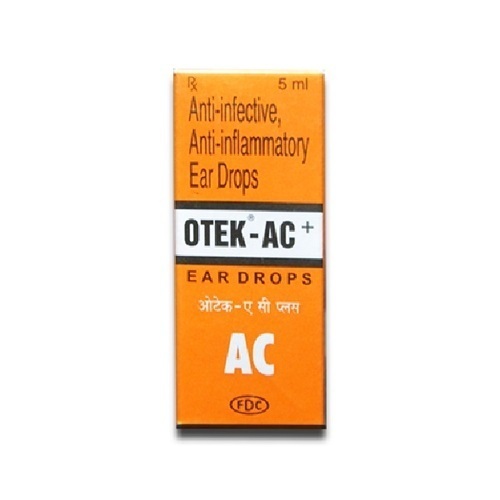 ℞ 5 ml
Anti-infective,
Anti-inflammatory
Ear Drops
OTEK®-AC+
EAR DROPS
ओटेक-ए सी प्लस
AC
FDC